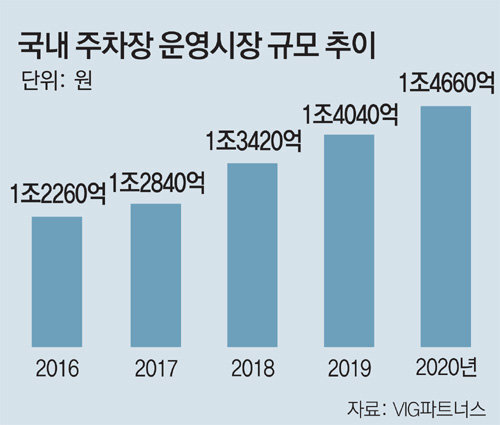 국내 주차장 운영시장 규모 추이
단위: 원
1조2260억
1조2840억
1조3420억
1조4040억
1조4660억
2016
2017
2018
2019
2020년
자료: VIG파트너스